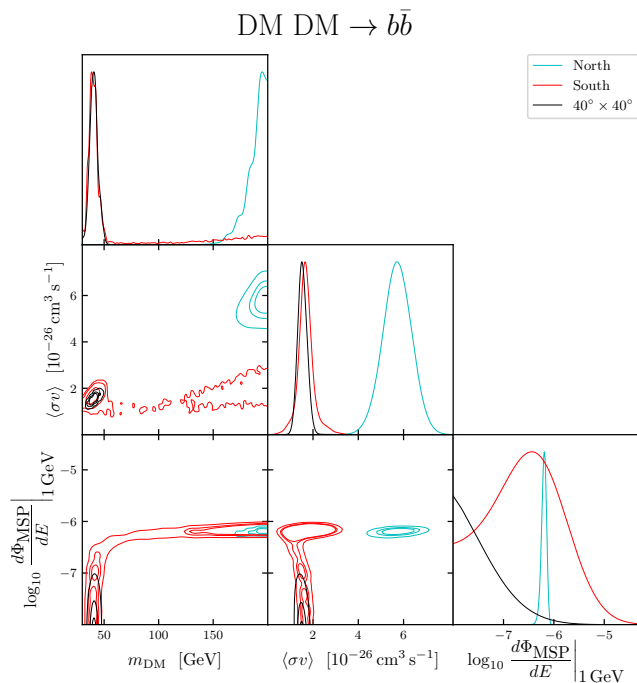 DM DM → bb̄
North
South
40° × 40°
⟨σv⟩ [10⁻²⁶ cm³ s⁻¹]
6
4
2
log₁₀ dΦ_MSP/dE |₁ GeV
−5
−6
−7
50 100 150
m_DM [GeV]
2 6
⟨σv⟩ [10⁻²⁶ cm³ s⁻¹]
−7 −6 −5
log₁₀ dΦ_MSP/dE |₁ GeV